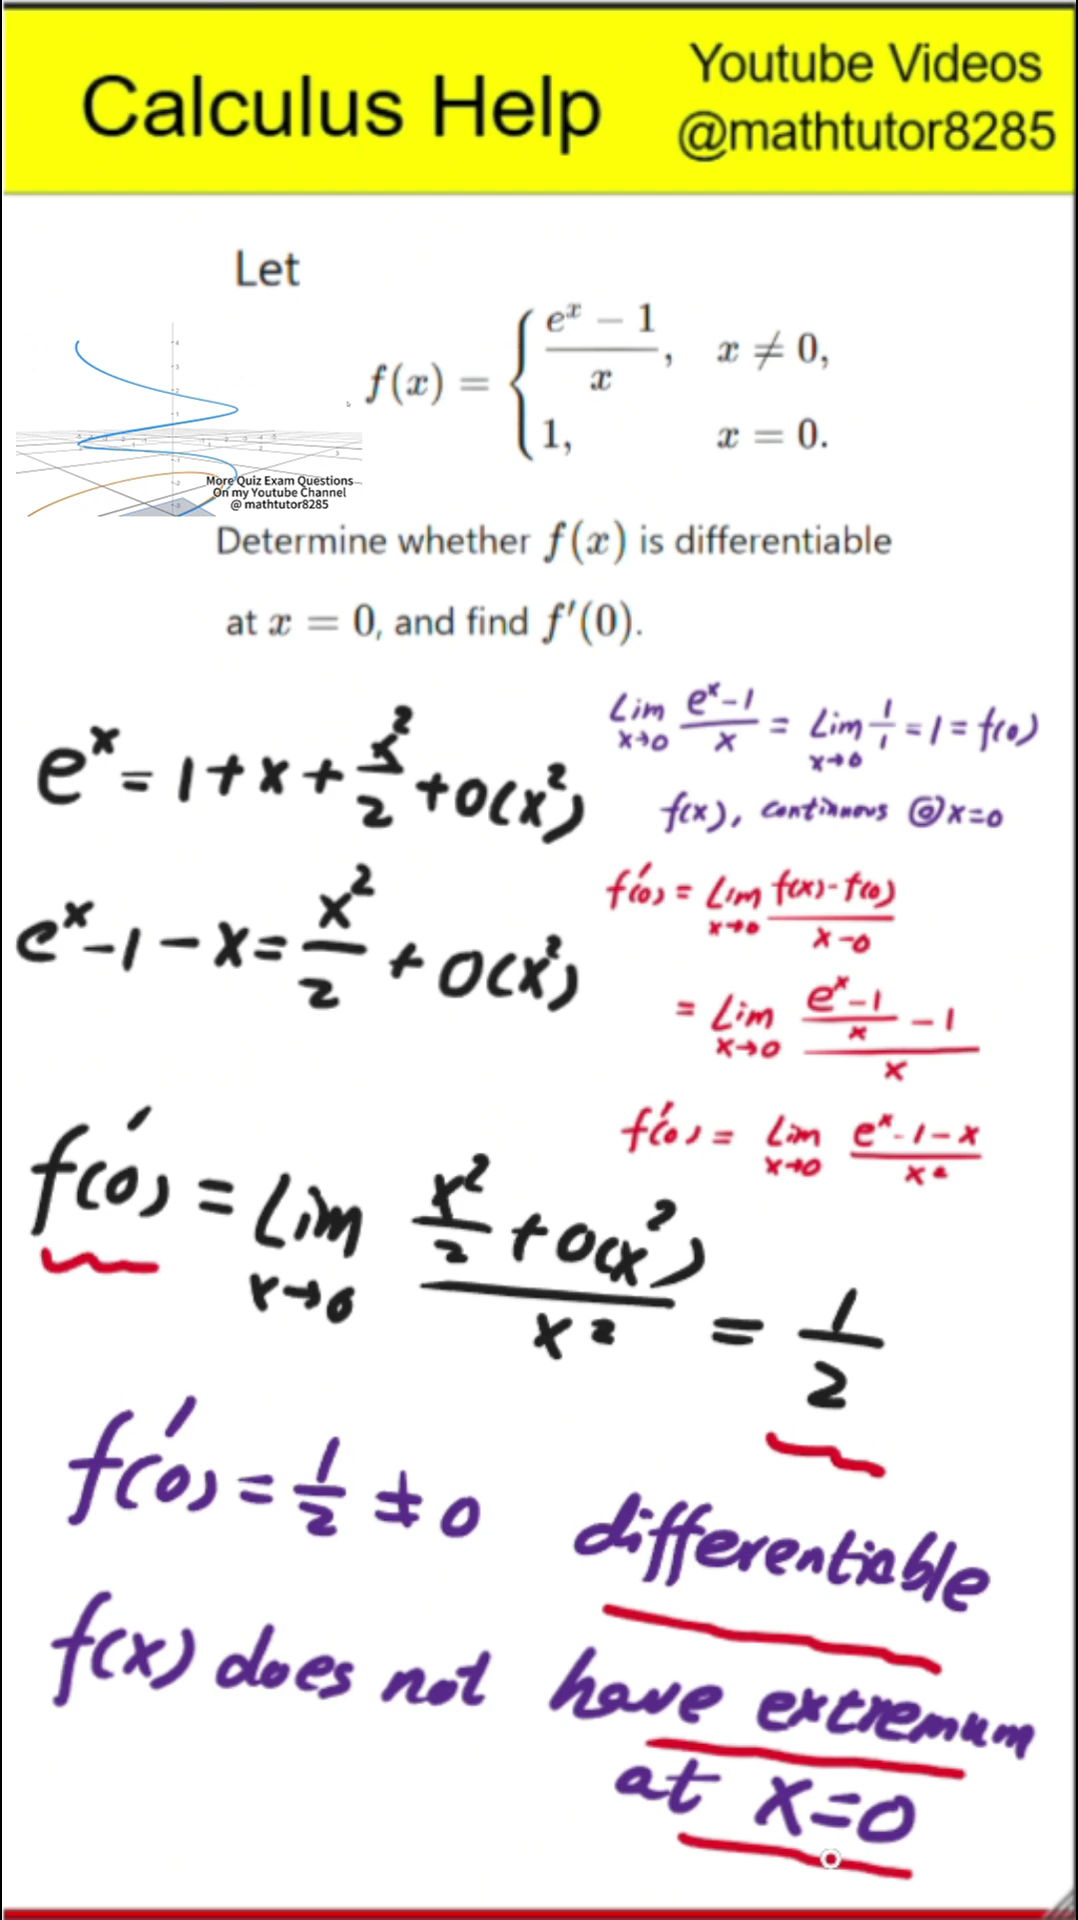 Calculus Help
Youtube Videos
@mathtutor8285
Let
f(x) = { (e^x − 1)/x, x ≠ 0,
1, x = 0.
More Quiz Exam Questions
On my Youtube Channel
@ mathtutor8285
Determine whether f(x) is differentiable
at x = 0, and find f′(0).
Lim x→0 (e^x-1)/x = Lim x→0 1/1 = 1 = f(0)
f(x), continuous @x=0
e^x = 1 + x + x²/2 + o(x²)
e^x - 1 - x = x²/2 + o(x²)
f′(0) = Lim x→0 (f(x) - f(0))/(x - 0)
= Lim x→0 ((e^x - 1)/x - 1)/x
f′(0) = Lim x→0 (e^x - 1 - x)/x²
f′(0) = Lim x→0 (x²/2 + o(x²))/x² = 1/2
f′(0) = 1/2 ≠ 0 differentiable
f(x) does not have extremum
at x=0